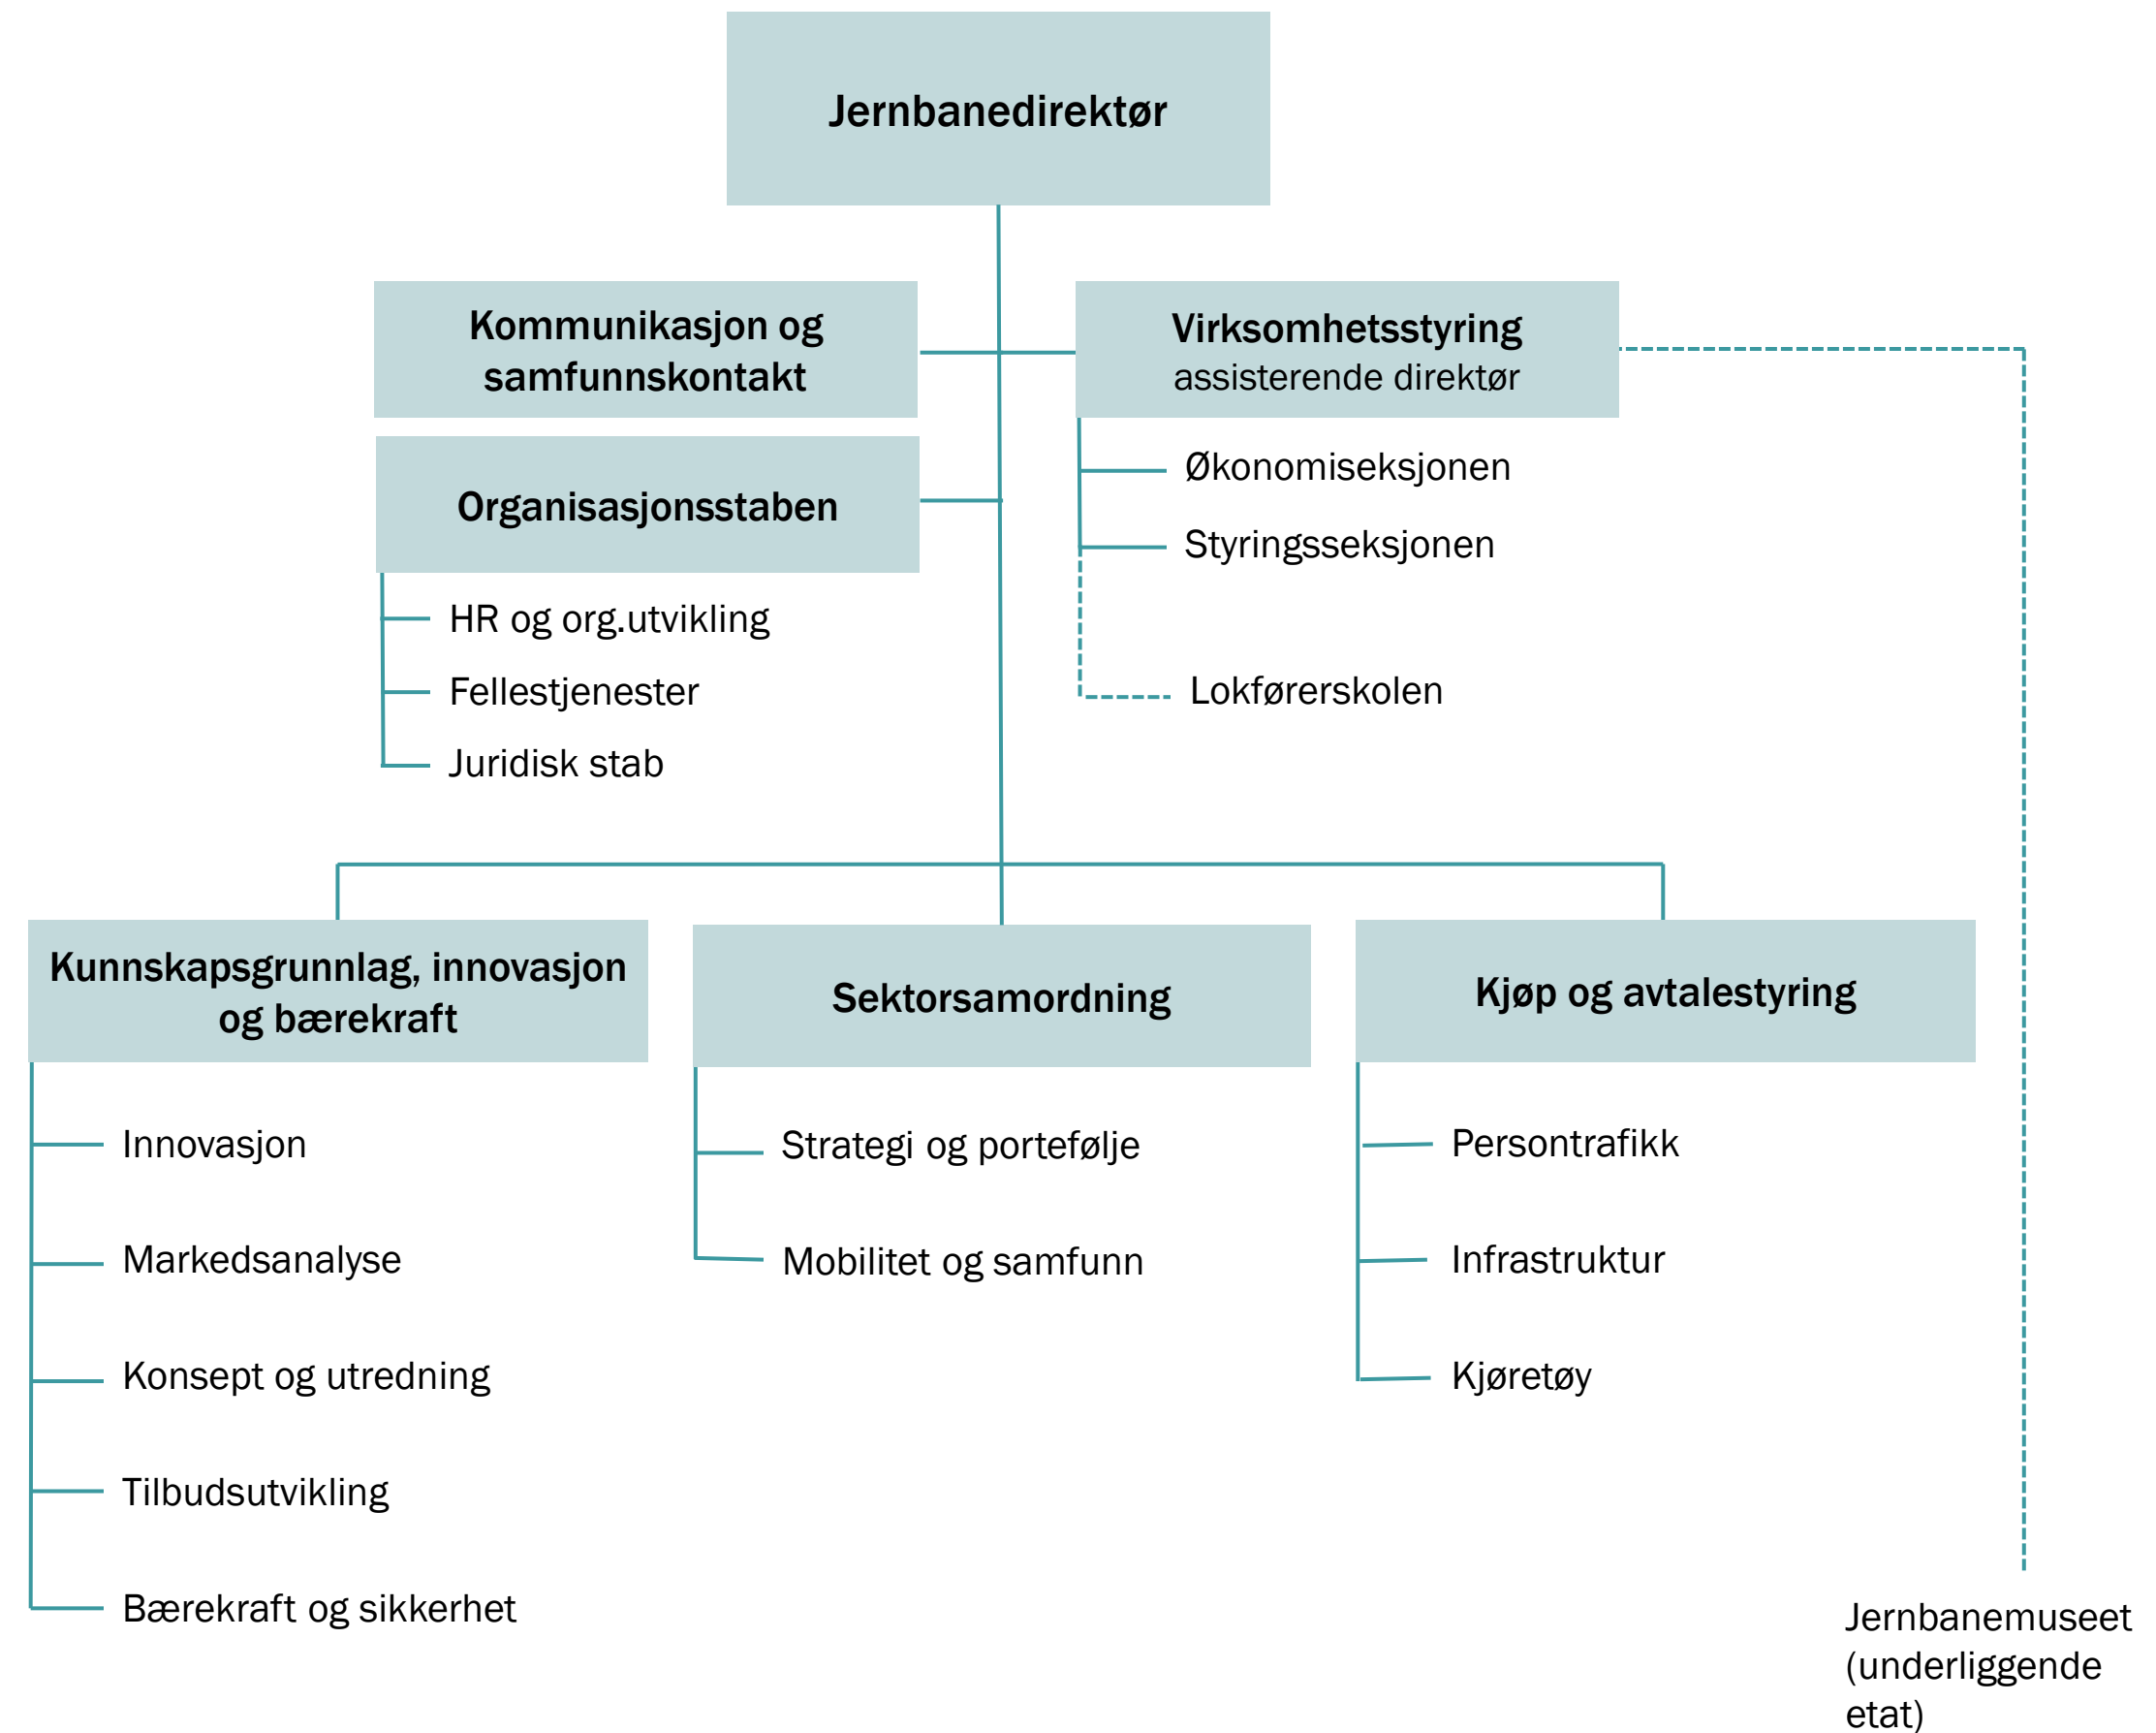 Jernbanedirektør
Kommunikasjon og
samfunnskontakt
Virksomhetsstyring
assisterende direktør
Organisasjonsstaben
Økonomiseksjonen
Styringsseksjonen
Lokførerskolen
HR og org.utvikling
Fellestjenester
Juridisk stab
Kunnskapsgrunnlag, innovasjon
og bærekraft
Innovasjon
Markedsanalyse
Konsept og utredning
Tilbudsutvikling
Bærekraft og sikkerhet
Sektorsamordning
Strategi og portefølje
Mobilitet og samfunn
Kjøp og avtalestyring
Persontrafikk
Infrastruktur
Kjøretøy
Jernbanemuseet
(underliggende
etat)